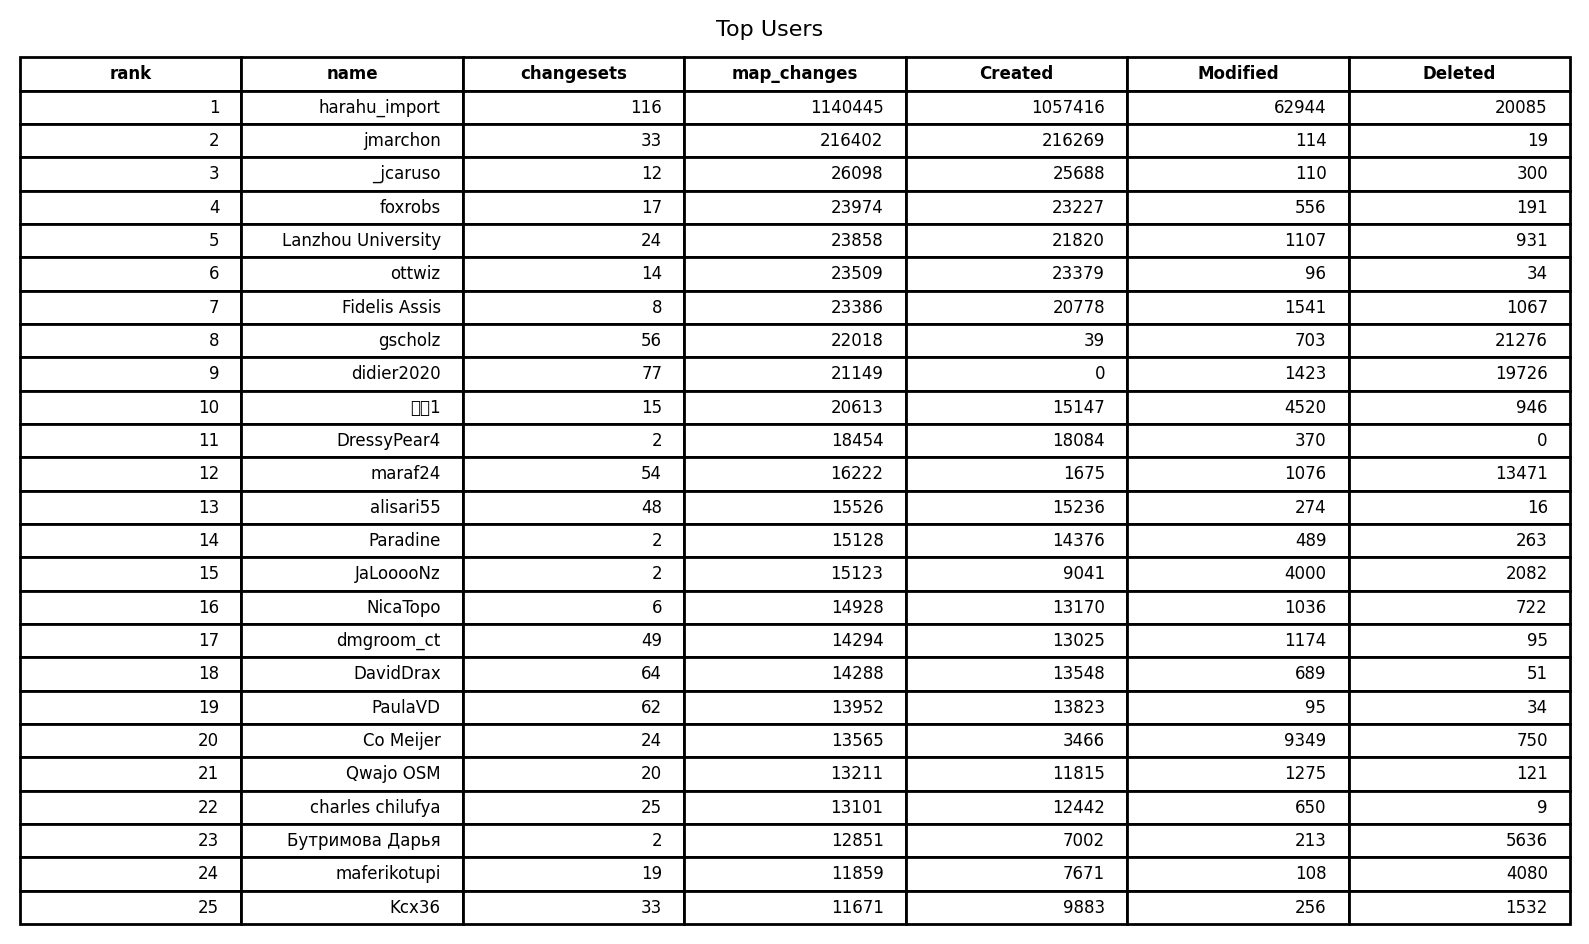 Top Users
rank name changesets map_changes Created Modified Deleted
1 harahu_import 116 1140445 1057416 62944 20085
2 jmarchon 33 216402 216269 114 19
3 _jcaruso 12 26098 25688 110 300
4 foxrobs 17 23974 23227 556 191
5 Lanzhou University 24 23858 21820 1107 931
6 ottwiz 14 23509 23379 96 34
7 Fidelis Assis 8 23386 20778 1541 1067
8 gscholz 56 22018 39 703 21276
9 didier2020 77 21149 0 1423 19726
10 1 15 20613 15147 4520 946
11 DressyPear4 2 18454 18084 370 0
12 maraf24 54 16222 1675 1076 13471
13 alisari55 48 15526 15236 274 16
14 Paradine 2 15128 14376 489 263
15 JaLooooNz 2 15123 9041 4000 2082
16 NicaTopo 6 14928 13170 1036 722
17 dmgroom_ct 49 14294 13025 1174 95
18 DavidDrax 64 14288 13548 689 51
19 PaulaVD 62 13952 13823 95 34
20 Co Meijer 24 13565 3466 9349 750
21 Qwajo OSM 20 13211 11815 1275 121
22 charles chilufya 25 13101 12442 650 9
23 Бутримова Дарья 2 12851 7002 213 5636
24 maferikotupi 19 11859 7671 108 4080
25 Kcx36 33 11671 9883 256 1532